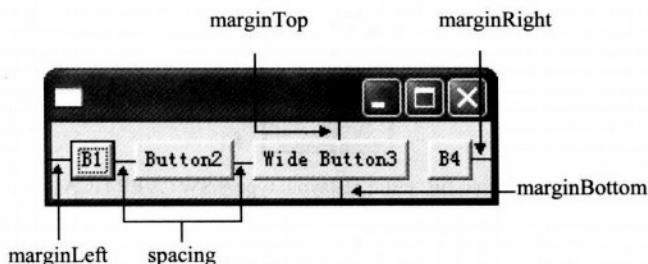 marginTop
marginRight
B1
Button2
Wide Button3
B4
marginBottom
marginLeft
spacing